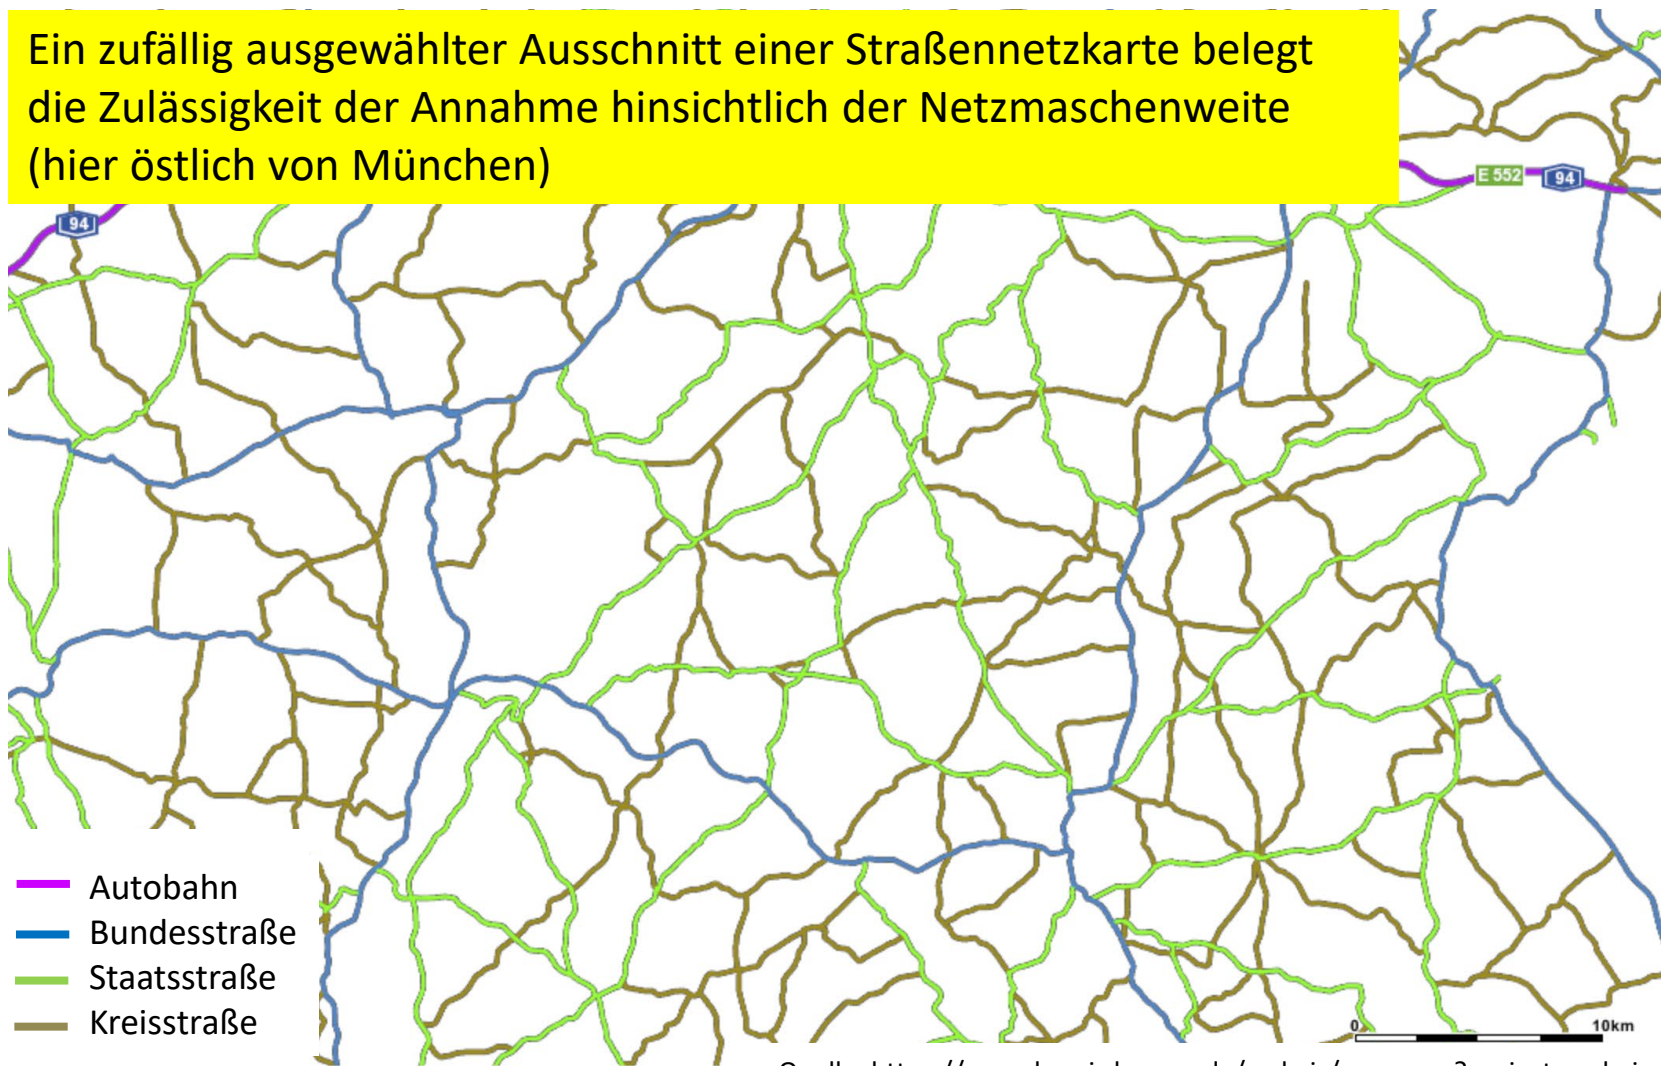 Ein zufällig ausgewählter Ausschnitt einer Straßennetzkarte belegt
die Zulässigkeit der Annahme hinsichtlich der Netzmaschenweite
(hier östlich von München)
E 552
94
94
Autobahn
Bundesstraße
Staatsstraße
Kreisstraße
0
10km